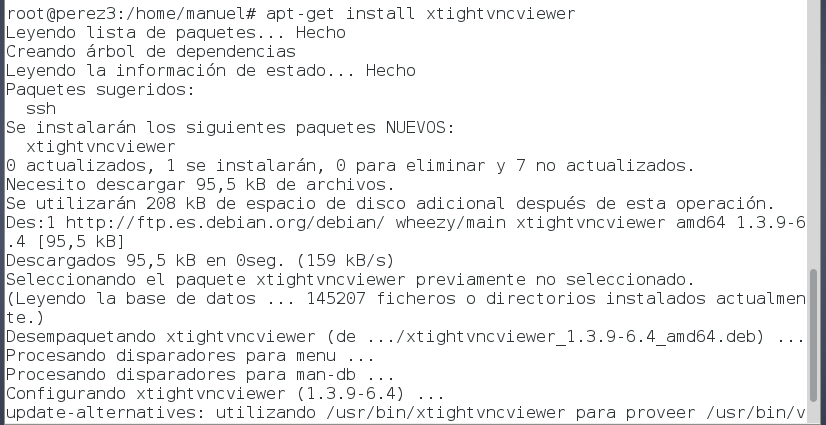 root@perez3:/home/manuel# apt-get install xtightvncviewer
Leyendo lista de paquetes... Hecho
Creando árbol de dependencias
Leyendo la información de estado... Hecho
Paquetes sugeridos:
  ssh
Se instalarán los siguientes paquetes NUEVOS:
  xtightvncviewer
0 actualizados, 1 se instalarán, 0 para eliminar y 7 no actualizados.
Necesito descargar 95,5 kB de archivos.
Se utilizarán 208 kB de espacio de disco adicional después de esta operación.
Des:1 http://ftp.es.debian.org/debian/ wheezy/main xtightvncviewer amd64 1.3.9-6
.4 [95,5 kB]
Descargados 95,5 kB en 0seg. (159 kB/s)
Seleccionando el paquete xtightvncviewer previamente no seleccionado.
(Leyendo la base de datos ... 145207 ficheros o directorios instalados actualmen
te.)
Desempaquetando xtightvncviewer (de .../xtightvncviewer_1.3.9-6.4_amd64.deb) ...
Procesando disparadores para menu ...
Procesando disparadores para man-db ...
Configurando xtightvncviewer (1.3.9-6.4) ...
update-alternatives: utilizando /usr/bin/xtightvncviewer para proveer /usr/bin/v